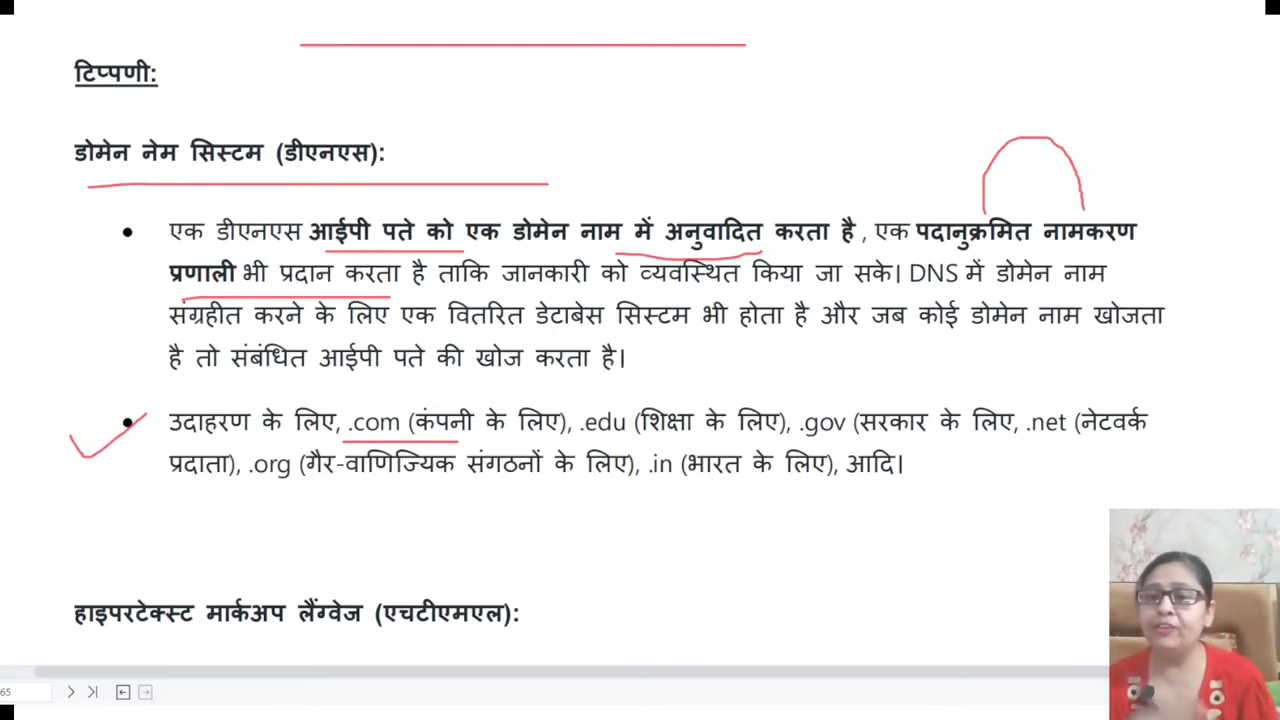 टिप्पणी:
डोमेन नेम सिस्टम (डीएनएस):
● एक डीएनएस आईपी पते को एक डोमेन नाम में अनुवादित करता है , एक पदानुक्रमित नामकरण
प्रणाली भी प्रदान करता है ताकि जानकारी को व्यवस्थित किया जा सके। DNS में डोमेन नाम
संग्रहीत करने के लिए एक वितरित डेटाबेस सिस्टम भी होता है और जब कोई डोमेन नाम खोजता
है तो संबंधित आईपी पते की खोज करता है।
● उदाहरण के लिए, .com (कंपनी के लिए), .edu (शिक्षा के लिए), .gov (सरकार के लिए, .net (नेटवर्क
प्रदाता), .org (गैर-वाणिज्यिक संगठनों के लिए), .in (भारत के लिए), आदि।
हाइपरटेक्स्ट मार्कअप लैंग्वेज (एचटीएमएल):
65